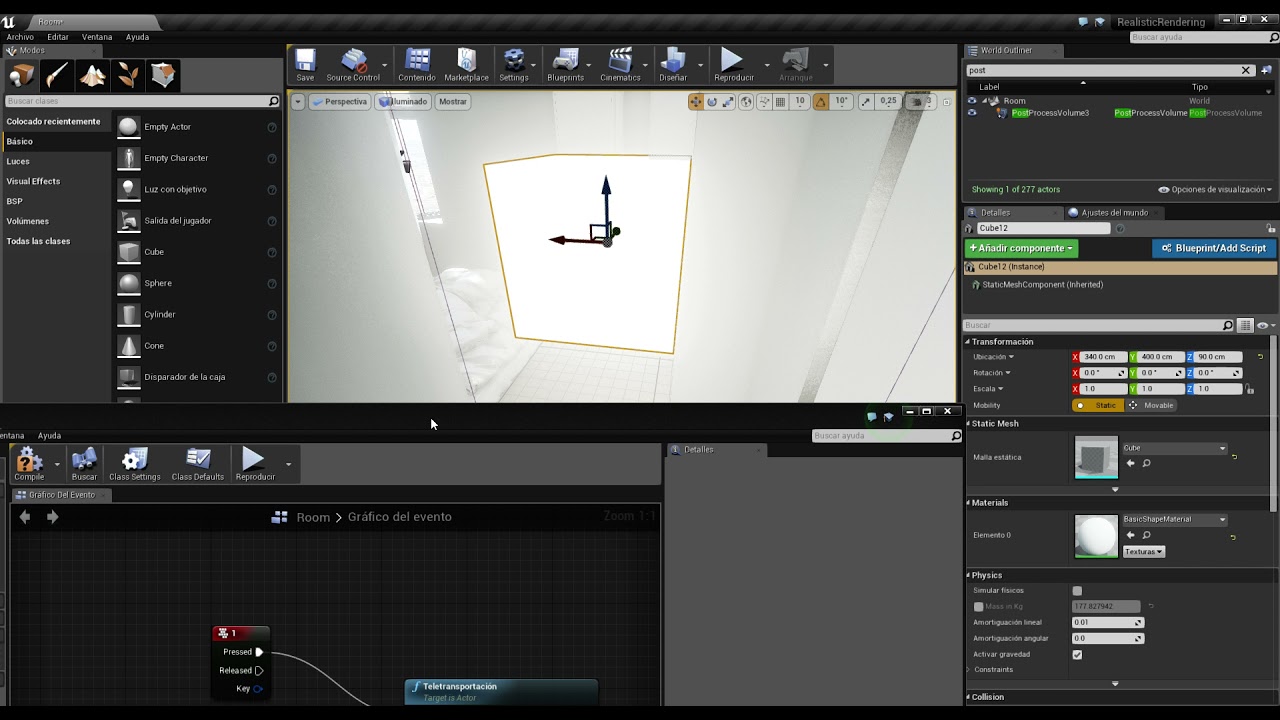 Room
RealisticRendering
Archivo Editar Ventana Ayuda
Buscar ayuda
Modes
Buscar clases
Colocado recientemente
Básico
Luces
Visual Effects
BSP
Volúmenes
Todas las clases
Empty Actor
Empty Character
Luz con objetivo
Salida del jugador
Cube
Sphere
Cylinder
Cone
Disparador de la caja
Save
Source Control
Contenido
Marketplace
Settings
Blueprints
Cinematics
Diseñar
Reproducir
Arranque
Perspectiva
Iluminado
Mostrar
10
10°
0,25
3
World Outliner
post
Label Tipo
Room World
PostProcessVolume3 PostProcessVolume PostProcessVolume
Showing 1 of 277 actors
Opciones de visualización
Detalles
Ajustes del mundo
Cube12
+ Añadir componente
Blueprint/Add Script
Cube12 (Instance)
StaticMeshComponent (Inherited)
Buscar
Transformación
Ubicación X 340.0 cm Y 400.0 cm Z 90.0 cm
Rotación X 0.0 ° Y 0.0 ° Z 0.0 °
Escala X 1.0 Y 1.0 Z 1.0
Mobility Static Movable
Static Mesh
Malla estática Cube
Materials
Elemento 0 BasicShapeMaterial
Texturas
Physics
Simular físicos
Mass in Kg 177.827942
Amortiguación lineal 0.01
Amortiguación angular 0.0
Activar gravedad
Constraints
Collision
entana Ayuda
Buscar ayuda
Compile
Buscar
Class Settings
Class Defaults
Reproducir
Detalles
Gráfico Del Evento
Room > Gráfico del evento
Zoom 1:1
1
Pressed
Released
Key
f Teletransportación
Target is Actor